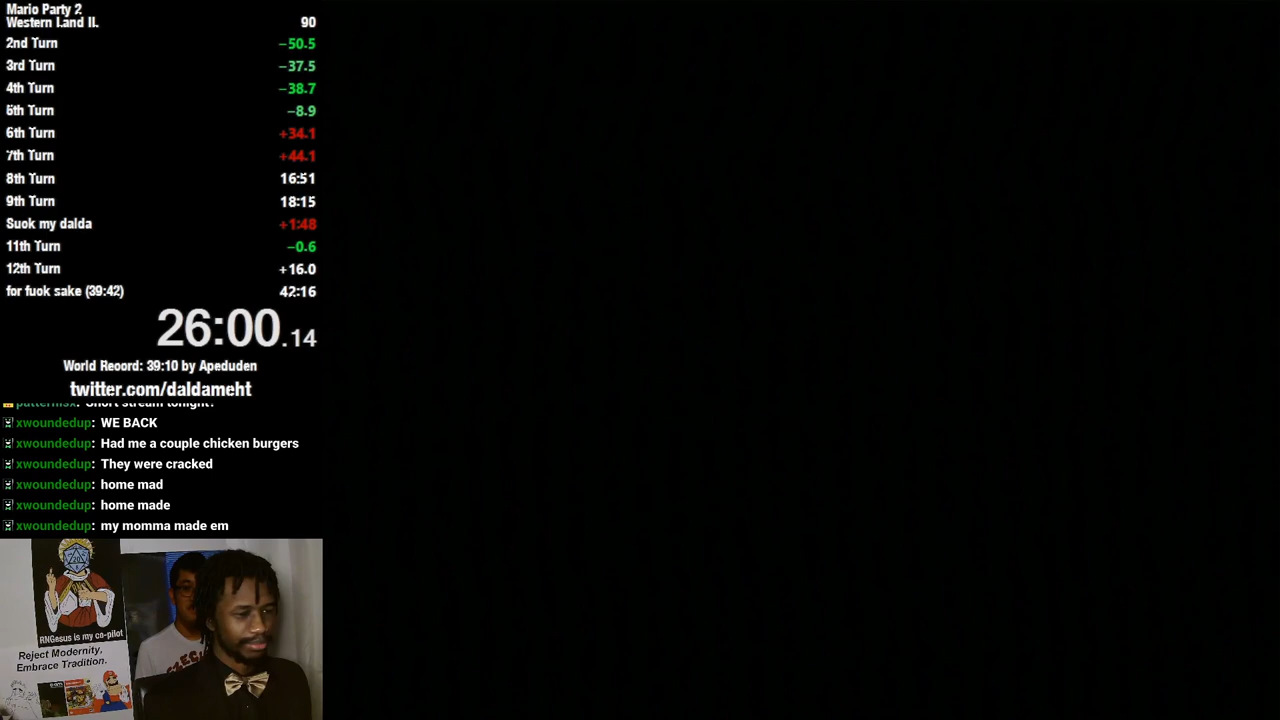 Mario Party 2
Western Land II. 90
2nd Turn −50.5
3rd Turn −37.5
4th Turn −38.7
5th Turn −8.9
6th Turn +34.1
7th Turn +44.1
8th Turn 16:51
9th Turn 18:15
Suck my dalda +1:48
11th Turn −0.6
12th Turn +16.0
for fuck sake (39:42) 42:16
26:00.14
World Record: 39:10 by Apeduden
twitter.com/daldameht
Short stream tonight?
xwoundedup: WE BACK
xwoundedup: Had me a couple chicken burgers
xwoundedup: They were cracked
xwoundedup: home mad
xwoundedup: home made
xwoundedup: my momma made em
RNGesus is my co-pilot
Reject Modernity,
Embrace Tradition.